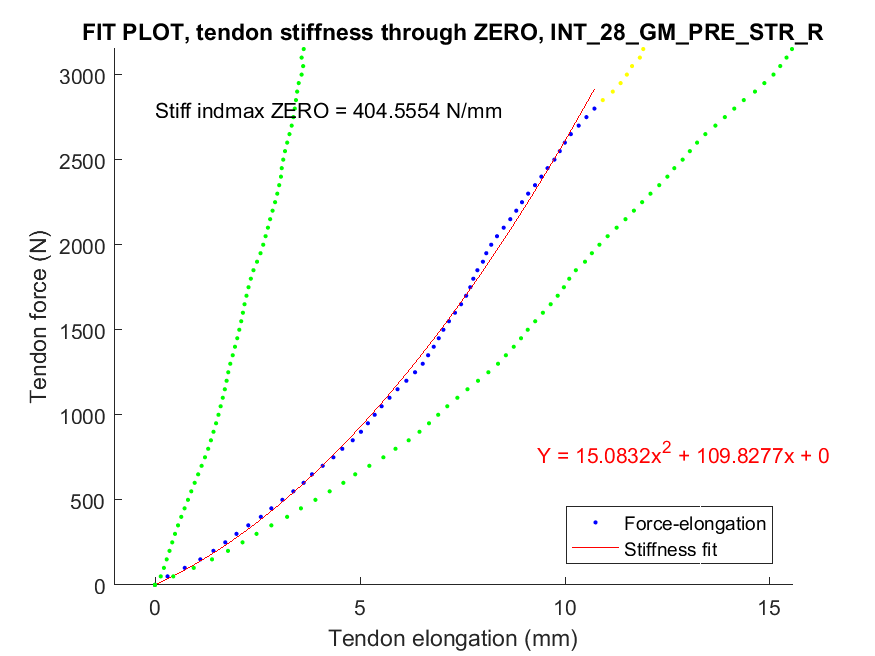 FIT PLOT, tendon stiffness through ZERO, INT_28_GM_PRE_STR_R
3000
Stiff indmax ZERO = 404.5554 N/mm
2500
2000
Tendon force (N)
1500
1000
Y = 15.0832x² + 109.8277x + 0
500
Force-elongation
Stiffness fit
0
0 5 10 15
Tendon elongation (mm)